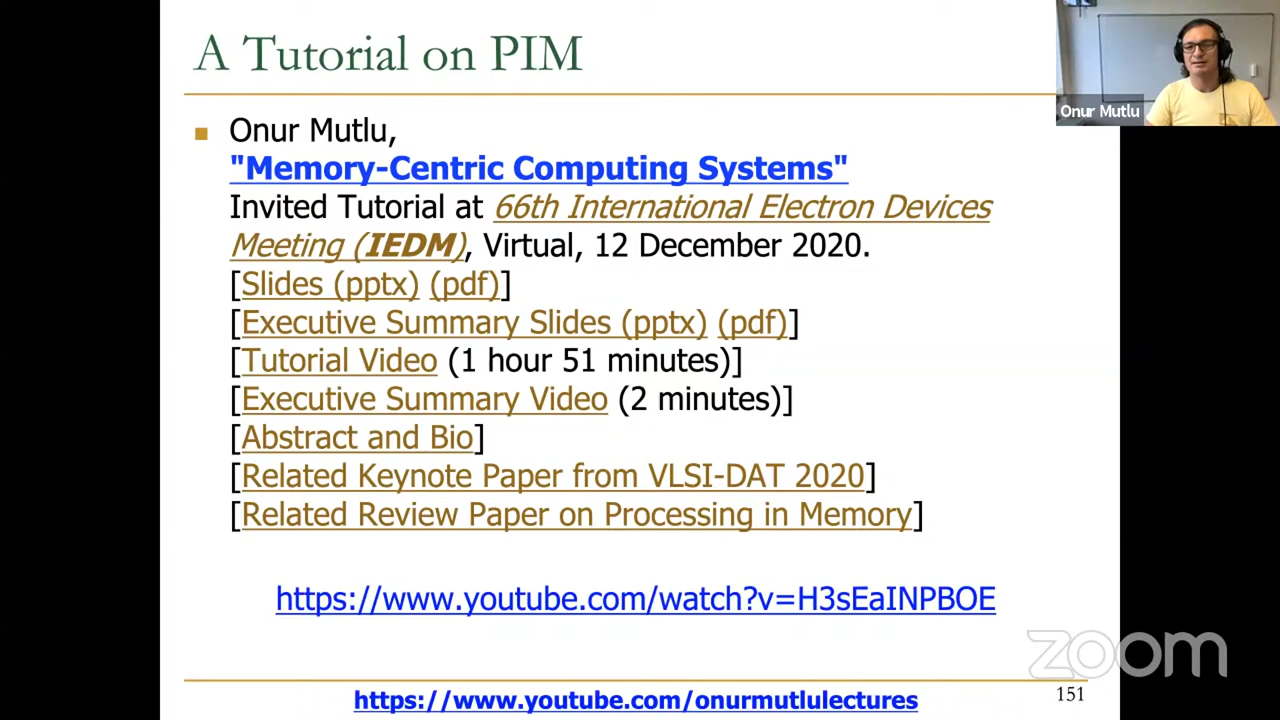 A Tutorial on PIM
Onur Mutlu
Onur Mutlu,
"Memory-Centric Computing Systems"
Invited Tutorial at 66th International Electron Devices
Meeting (IEDM), Virtual, 12 December 2020.
[Slides (pptx) (pdf)]
[Executive Summary Slides (pptx) (pdf)]
[Tutorial Video (1 hour 51 minutes)]
[Executive Summary Video (2 minutes)]
[Abstract and Bio]
[Related Keynote Paper from VLSI-DAT 2020]
[Related Review Paper on Processing in Memory]
https://www.youtube.com/watch?v=H3sEaINPBOE
zoom
https://www.youtube.com/onurmutlulectures
151